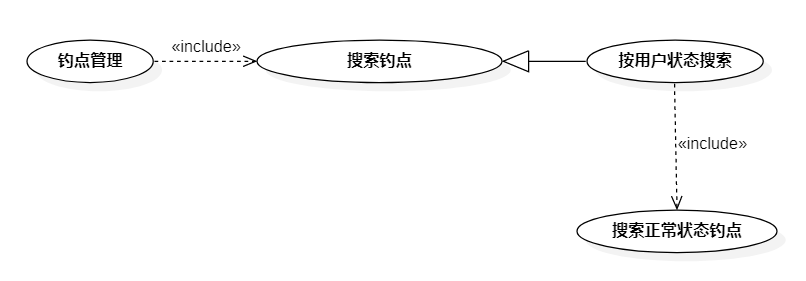 «include»
钓点管理
搜索钓点
按用户状态搜索
«include»
搜索正常状态钓点